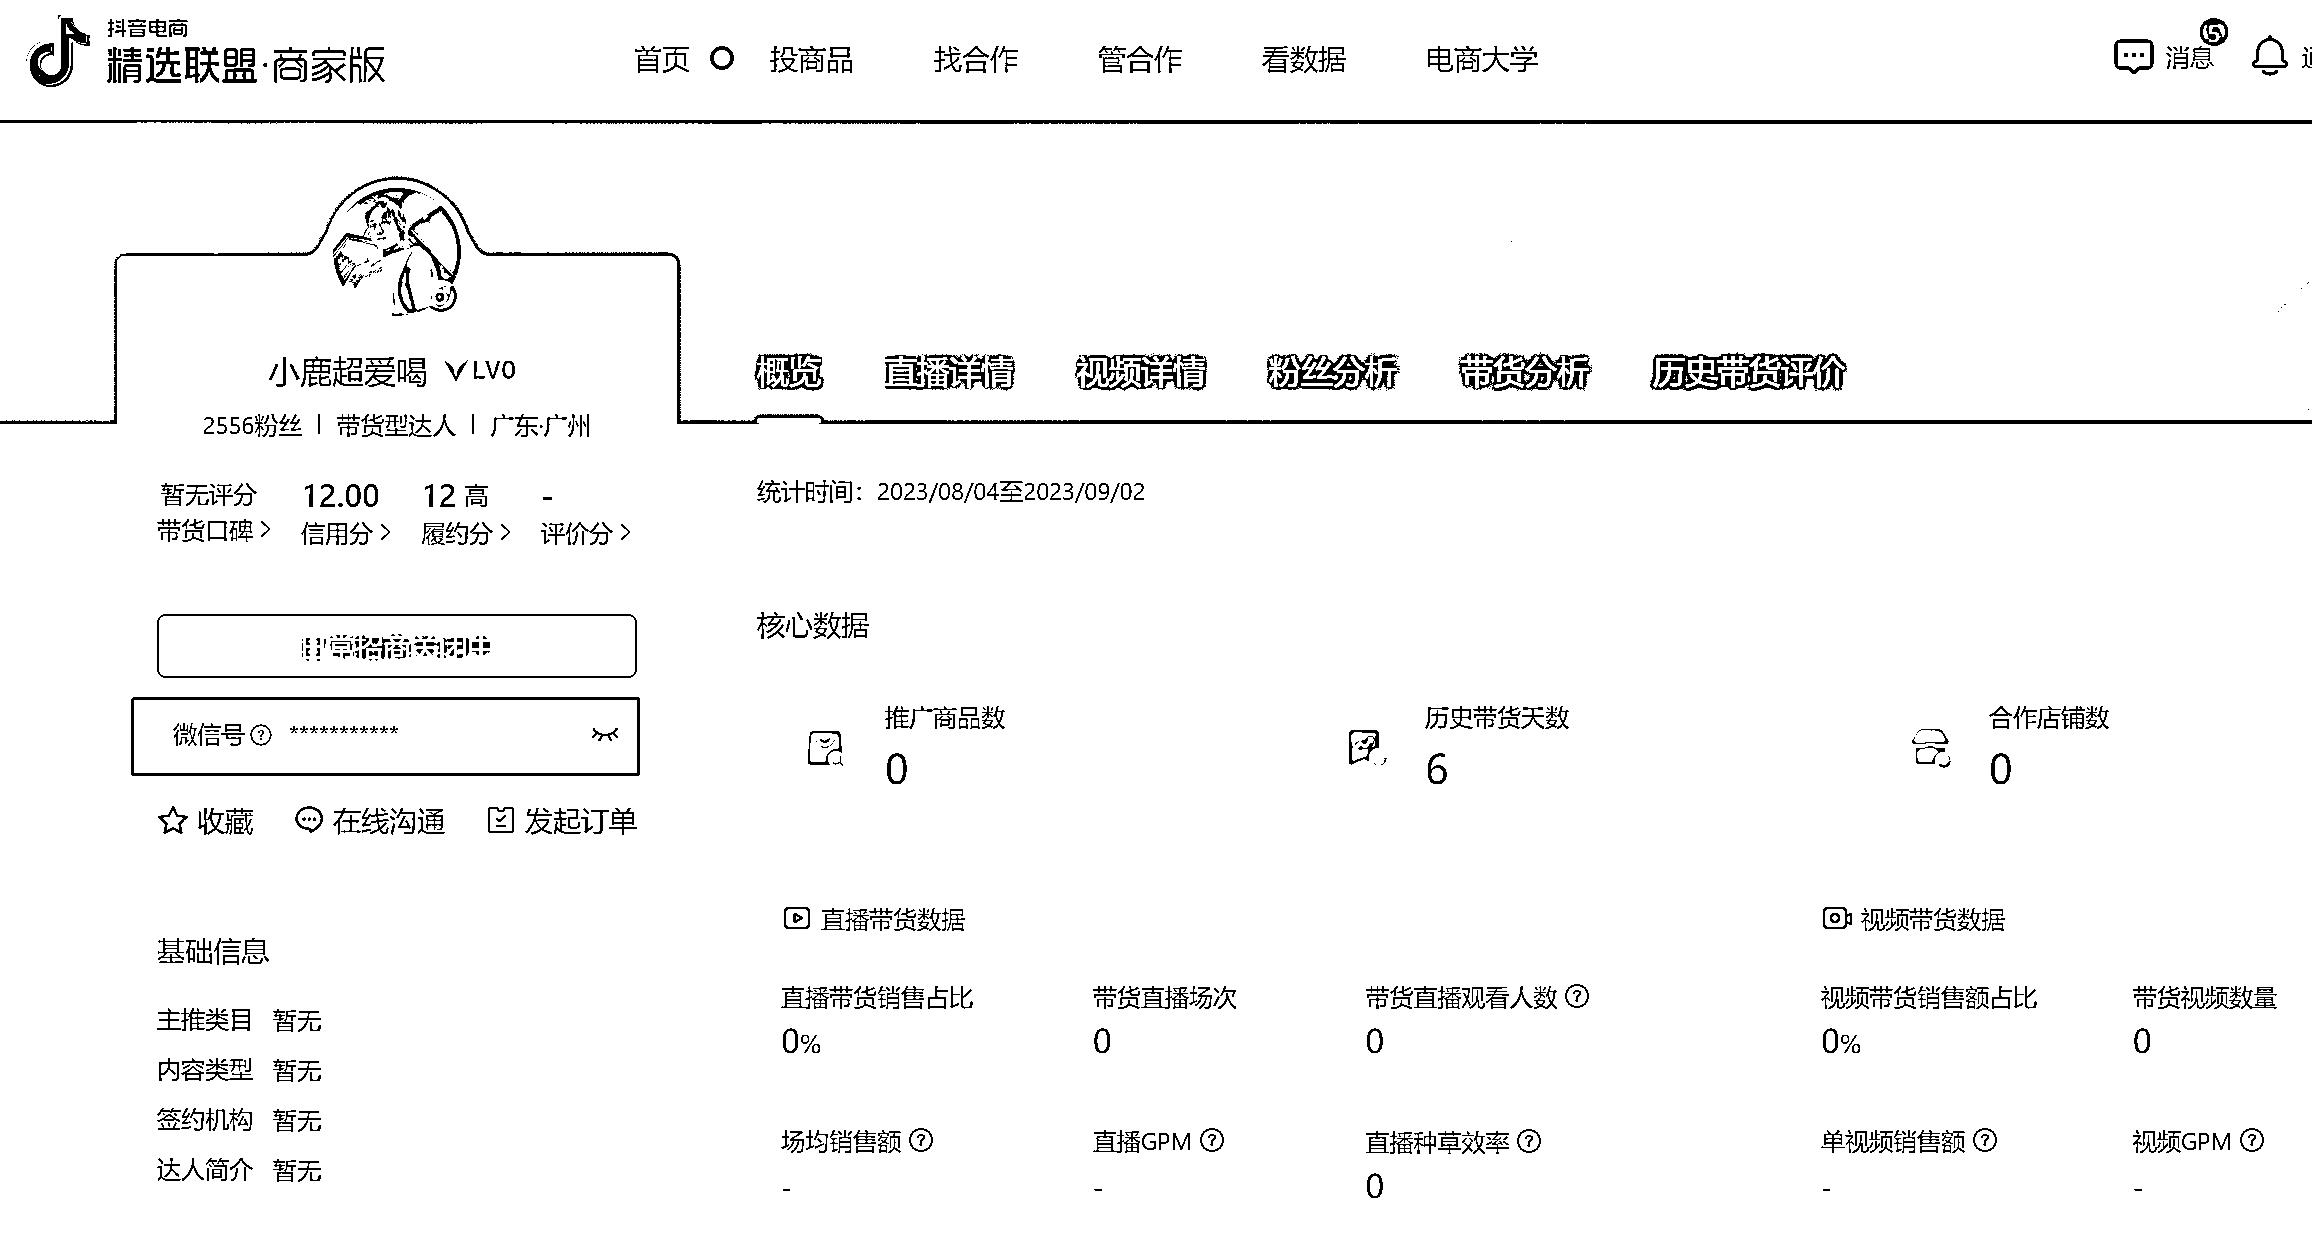 抖音电商
精选联盟·商家版
首页 投商品 找合作 管合作 看数据 电商大学
5
消息
小鹿超爱喝 LV0
2556粉丝 | 带货型达人 | 广东·广州
概览 直播详情 视频详情 粉丝分析 带货分析 历史带货评价
暂无评分 12.00 12 高 -
带货口碑 > 信用分 > 履约分 > 评价分 >
统计时间：2023/08/04至2023/09/02
微信号 ? ***********
收藏 在线沟通 发起订单
基础信息
主推类目 暂无
内容类型 暂无
签约机构 暂无
达人简介 暂无
核心数据
推广商品数 历史带货天数 合作店铺数
0 6 0
直播带货数据
直播带货销售占比 带货直播场次 带货直播观看人数 ?
0% 0 0
场均销售额 ? 直播GPM ? 直播种草效率 ?
- - 0
视频带货数据
视频带货销售额占比 带货视频数量
0% 0
单视频销售额 ? 视频GPM ?
- -